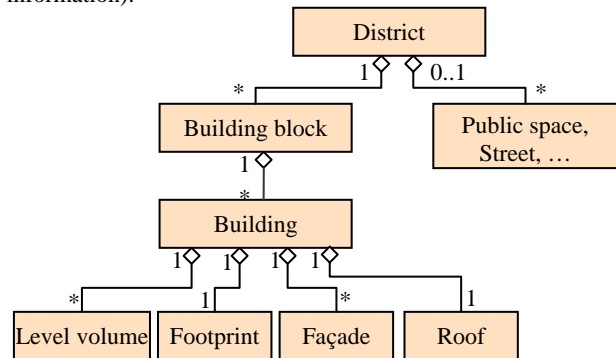 information).
District
1 0..1
* *
Building block
Public space,
Street, …
1
*
Building
1 1 1 1
* 1 * 1
Level volume Footprint Façade Roof